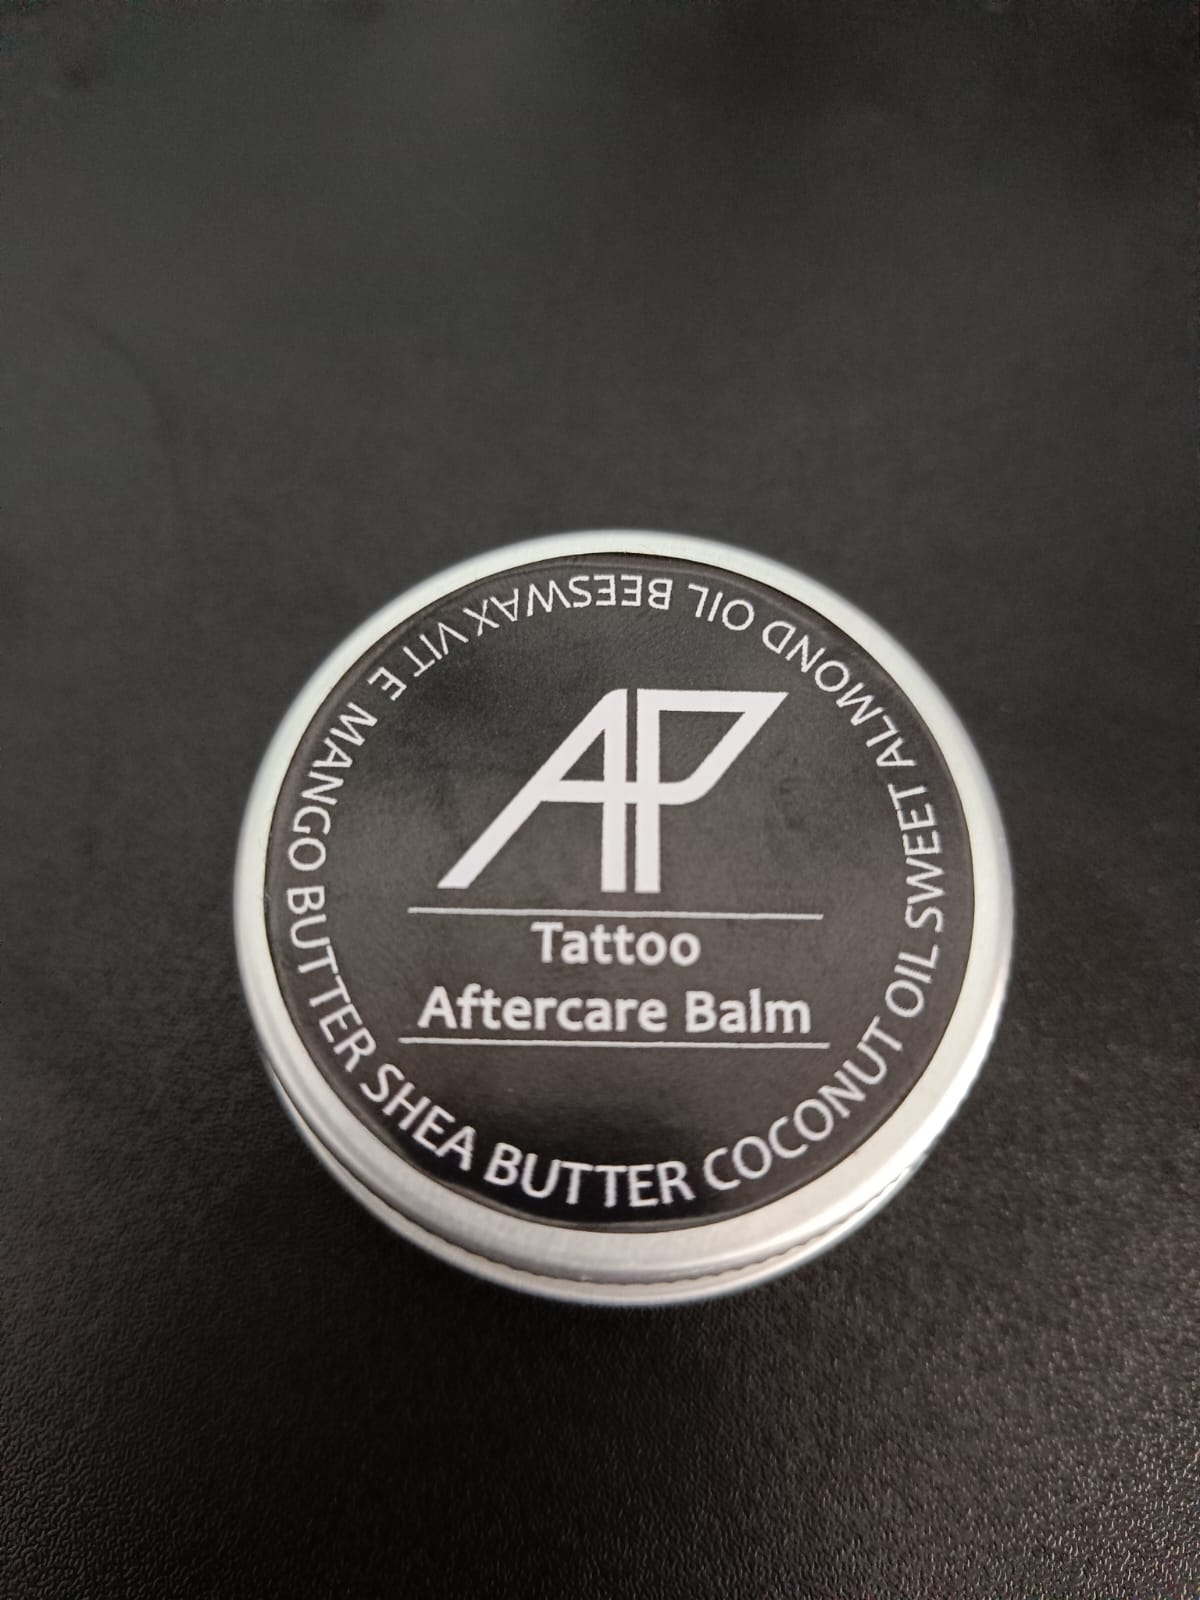 AP
Tattoo
Aftercare Balm
MANGO BUTTER SHEA BUTTER COCONUT OIL SWEET ALMOND OIL BEESWAX VIT E